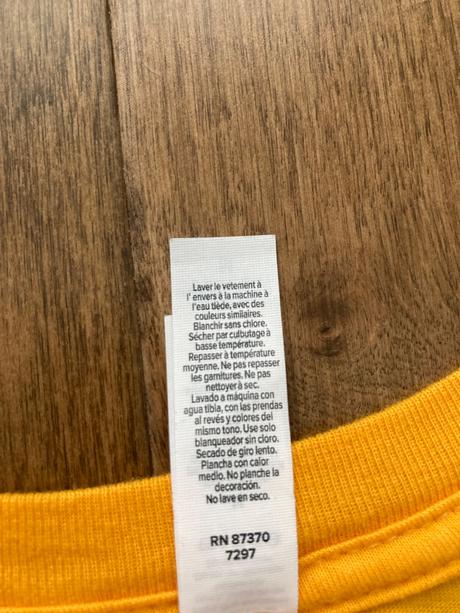 Laver le vetement à
l' envers à la machine à
l'eau tiède, avec des
couleurs similaires.
Blanchir sans chlore.
Sécher par culbutage à
basse température.
Repasser à température
moyenne. Ne pas repasser
les garnitures. Ne pas
nettoyer à sec.
Lavado a máquina con
agua tibia, con las prendas
al revés y colores del
mismo tono. Use solo
blanqueador sin cloro.
Secado de giro lento.
Plancha con calor
medio. No planche la
decoración.
No lave en seco.
RN 87370
7297